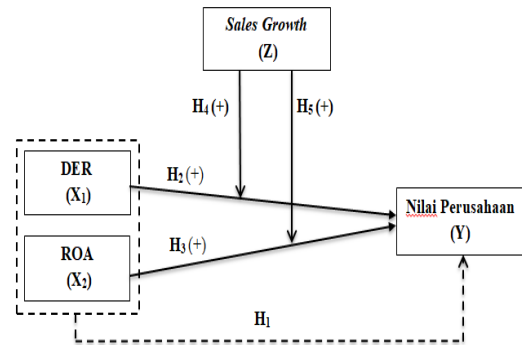 Sales Growth
(Z)
H4 (+)
H5 (+)
DER
(X1)
H2 (+)
Nilai Perusahaan
(Y)
ROA
(X2)
H3 (+)
H1